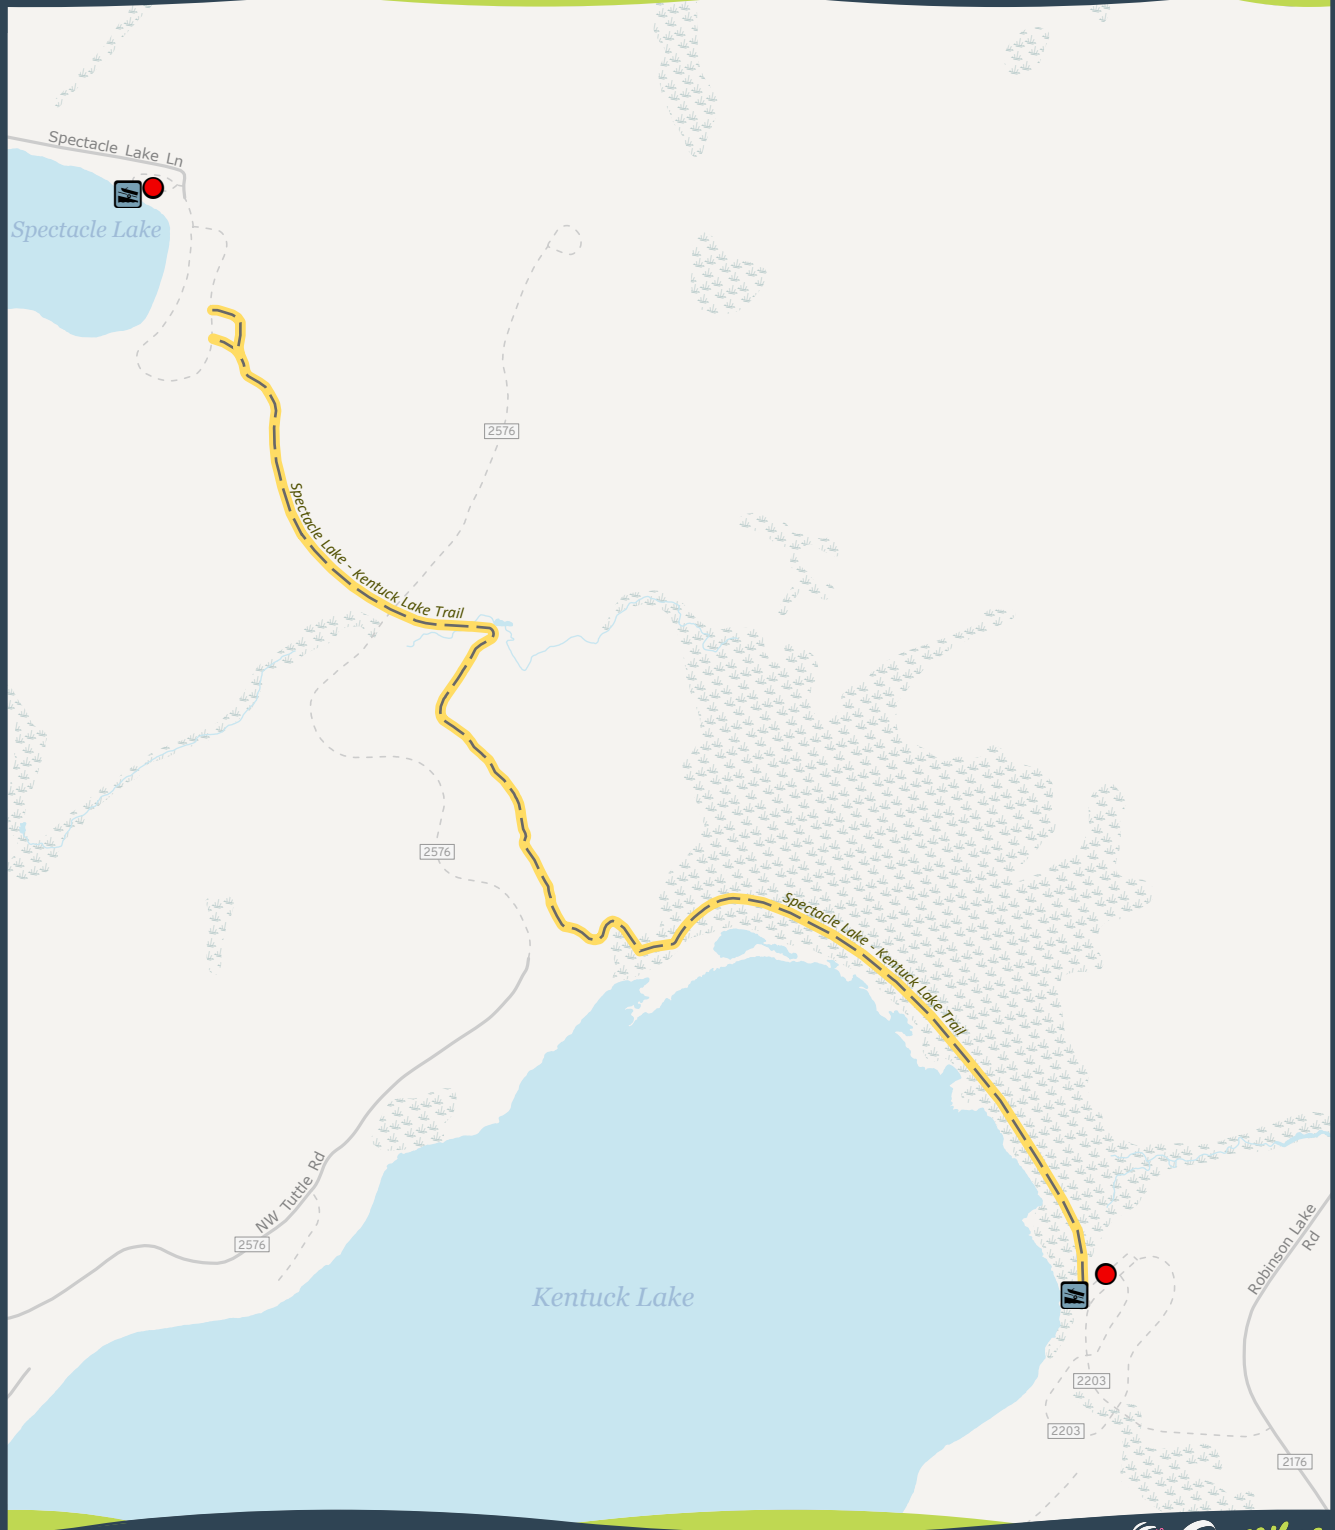 Spectacle Lake Ln
Spectacle Lake
2576
Spectacle Lake - Kentuck Lake Trail
2576
Spectacle Lake - Kentuck Lake Trail
NW Tuttle Rd
2576
Robinson Lake
Rd
Kentuck Lake
2203
2203
2176